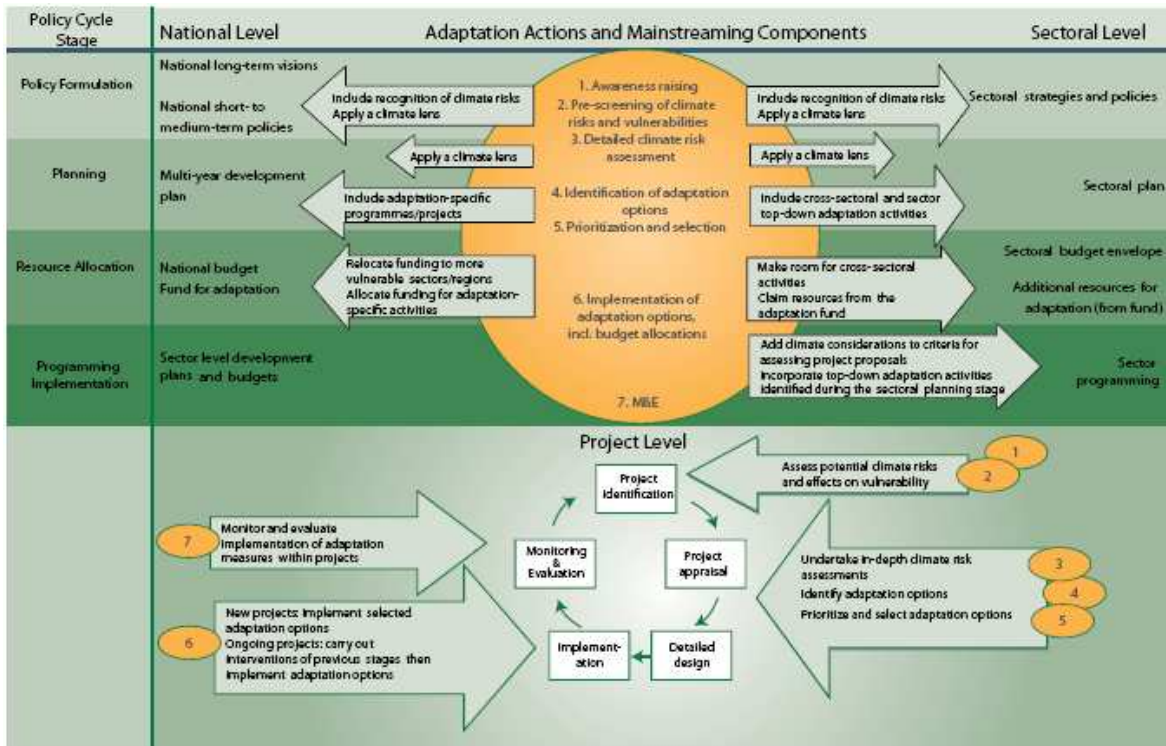 Policy Cycle
Stage
National Level
Adaptation Actions and Mainstreaming Components
Sectoral Level
Policy Formulation
National long-term visions
National short- to
medium-term policies
Include recognition of climate risks
Apply a climate lens
1. Awareness raising
2. Pre-screening of climate
risks and vulnerabilities
3. Detailed climate risk
assessment
Include recognition of climate risks
Apply a climate lens
Sectoral strategies and policies
Planning
Multi-year development
plan
Apply a climate lens
Include adaptation-specific
programmes/projects
4. Identification of adaptation
options
5. Prioritization and selection
Apply a climate lens
Include cross-sectoral and sector
top-down adaptation activities
Sectoral plan
Resource Allocation
National budget
Fund for adaptation
Relocate funding to more
vulnerable sectors/regions
Allocate funding for adaptation-
specific activities
6. Implementation of
adaptation options,
incl. budget allocations
Make room for cross-sectoral
activities
Claim resources from the
adaptation fund
Sectoral budget envelope
Additional resources for
adaptation (from fund)
Programming
Implementation
Sector level development
plans and budgets
7. M&E
Add climate considerations to criteria for
assessing project proposals
Incorporate top-down adaptation activities
identified during the sectoral planning stage
Sector
programming
Project Level
Project
identification
Assess potential climate risks
and effects on vulnerability
1
2
7
Monitor and evaluate
implementation of adaptation
measures within projects
Monitoring
&
Evaluation
Project
appraisal
Undertake in-depth climate risk
assessments
Identify adaptation options
Prioritize and select adaptation options
3
4
5
6
New projects: implement selected
adaptation options
Ongoing projects: carry out
interventions of previous stages then
implement adaptation options
Implement-
ation
Detailed
design